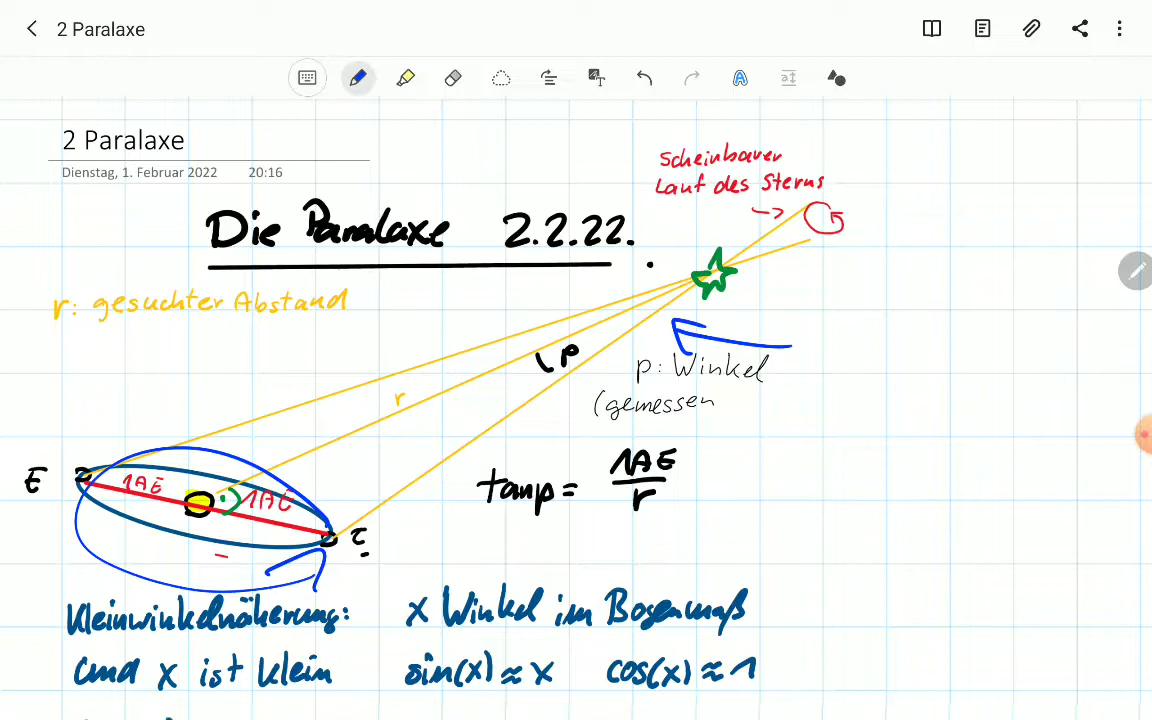 2 Paralaxe
2 Paralaxe
Dienstag, 1. Februar 2022 20:16
Scheinbarer
Lauf des Sterns
Die Paralaxe 2.2.22.
r: gesuchter Abstand
p
p: Winkel
(gemessen
r
E
1AE
1AE
tanp = 1AE
r
E
Kleinwinkelnäherung: x Winkel im Bogenmaß
und x ist klein sin(x) ≈ x cos(x) ≈ 1